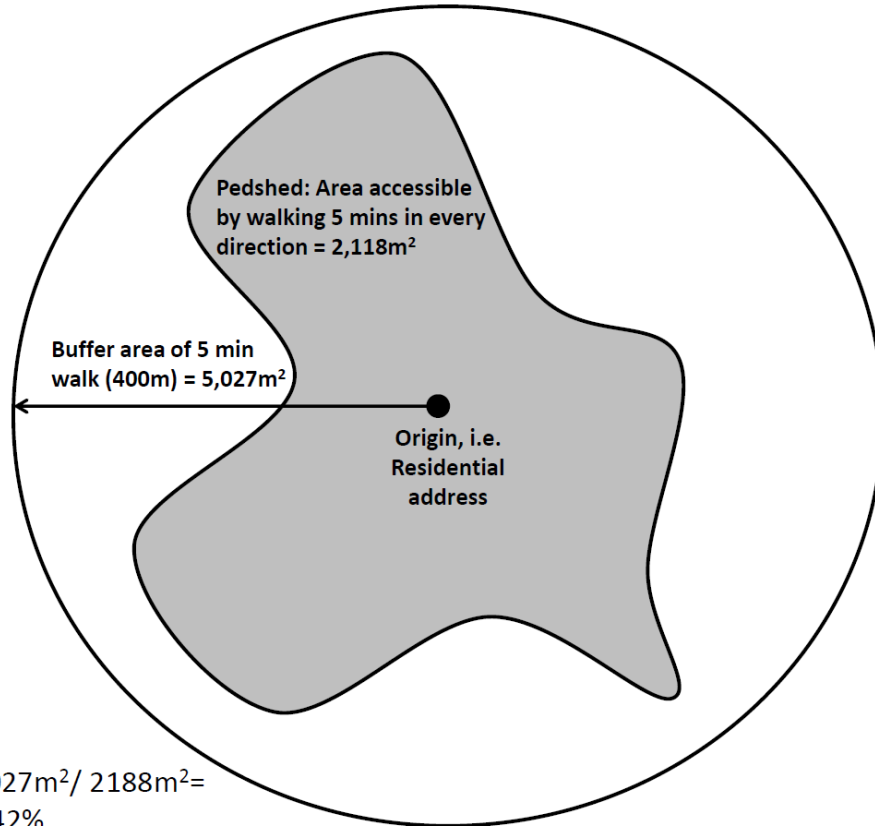 Pedshed: Area accessible
by walking 5 mins in every
direction = 2,118m²
Buffer area of 5 min
walk (400m) = 5,027m²
Origin, i.e.
Residential
address
27m²/ 2188m²=
42%